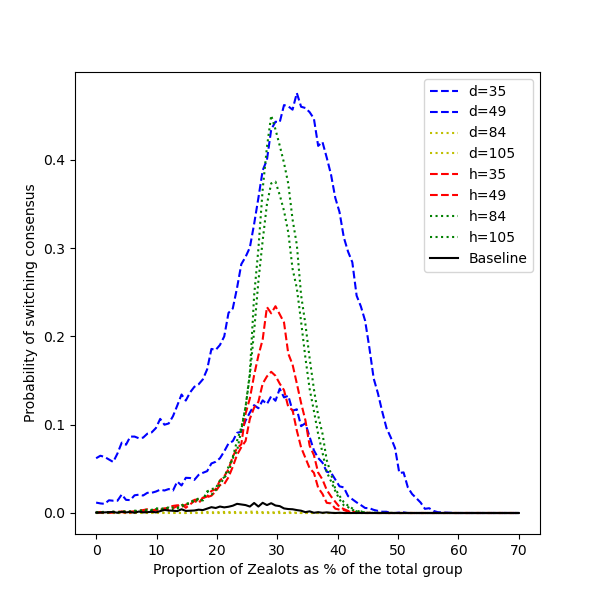 d=35
d=49
d=84
d=105
h=35
h=49
h=84
h=105
Baseline
0.4
0.3
0.2
0.1
0.0
Probability of switching consensus
0 10 20 30 40 50 60 70
Proportion of Zealots as % of the total group